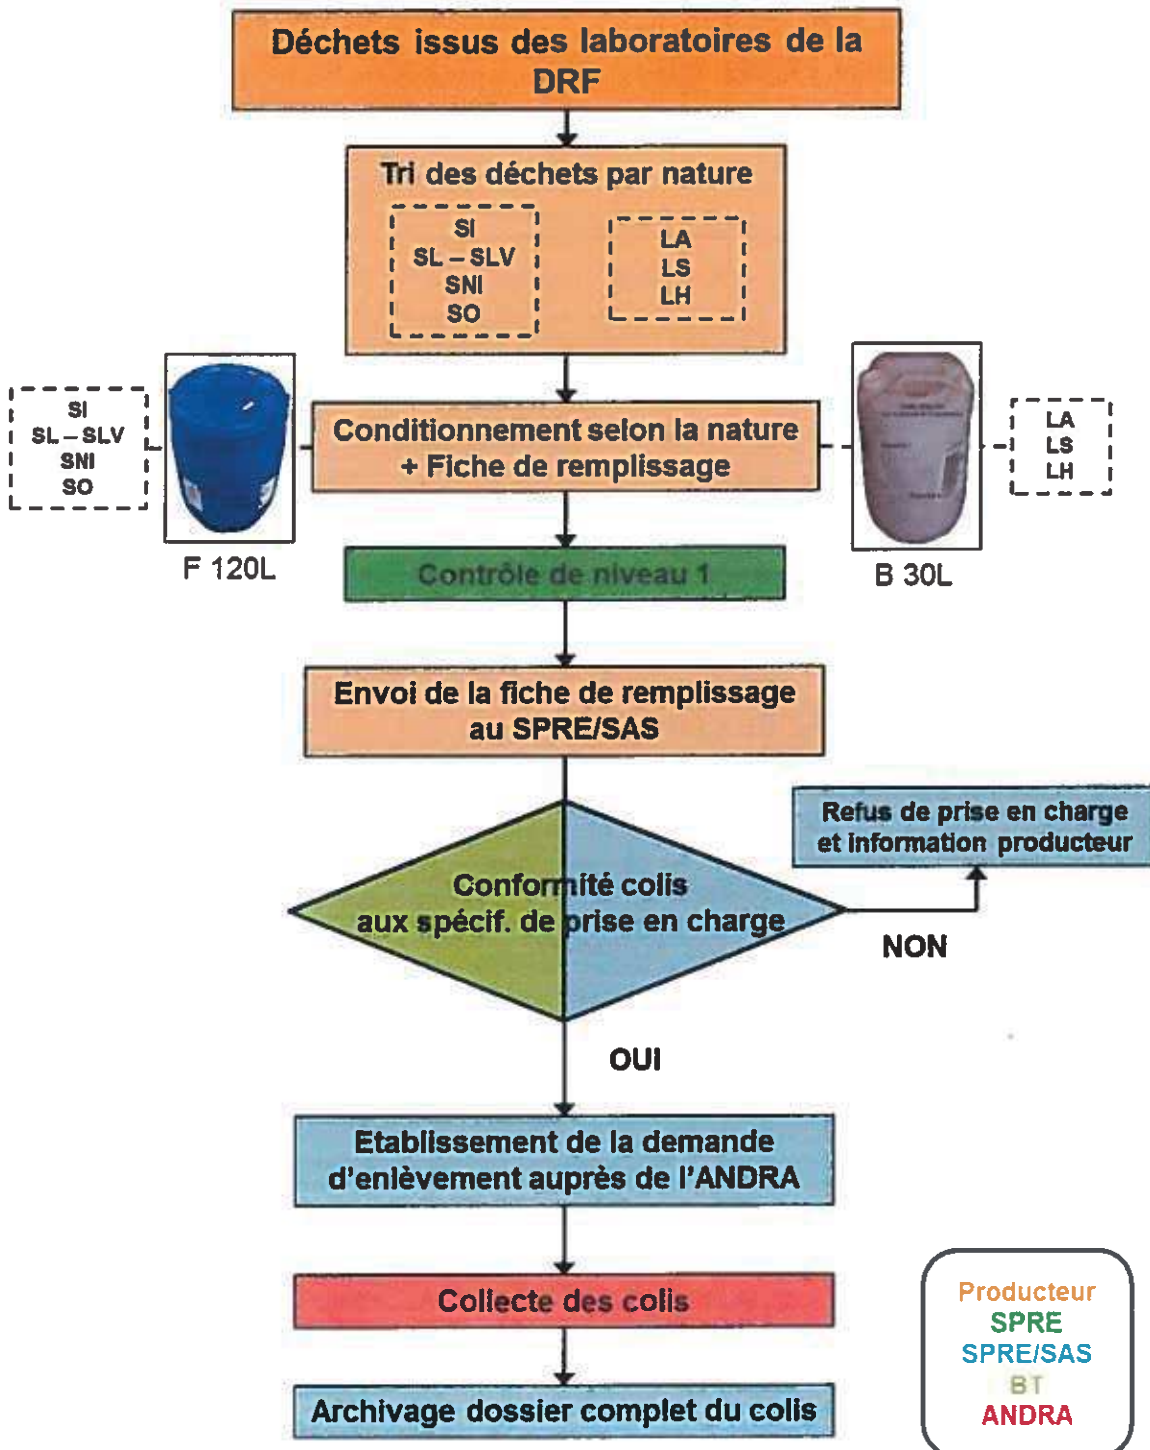 Déchets issus des laboratoires de la
DRF
Tri des déchets par nature
SI
SL – SLV
SNI
SO
LA
LS
LH
SI
SL – SLV
SNI
SO
F 120L
Conditionnement selon la nature
+ Fiche de remplissage
B 30L
LA
LS
LH
Contrôle de niveau 1
Envoi de la fiche de remplissage
au SPRE/SAS
Refus de prise en charge
et information producteur
Conformité colis
aux spécif. de prise en charge
NON
OUI
Etablissement de la demande
d'enlèvement auprès de l'ANDRA
Collecte des colis
Archivage dossier complet du colis
Producteur
SPRE
SPRE/SAS
BT
ANDRA